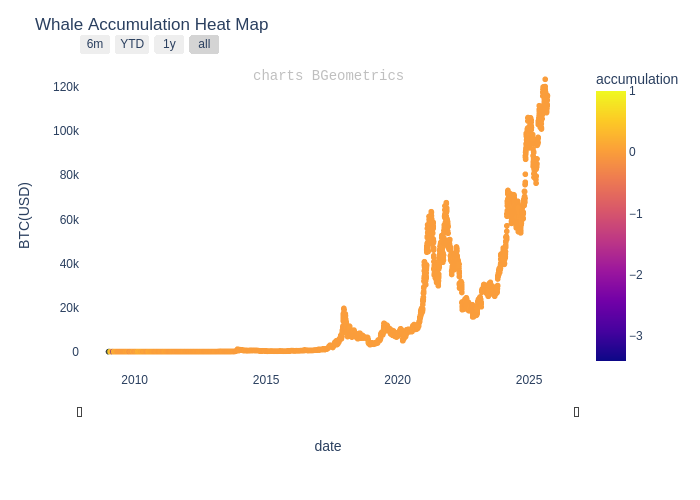 Whale Accumulation Heat Map
6m YTD 1y all
charts BGeometrics
accumulation
120k
100k
80k
60k
40k
20k
0
BTC(USD)
2010 2015 2020 2025
date
1
0
−1
−2
−3